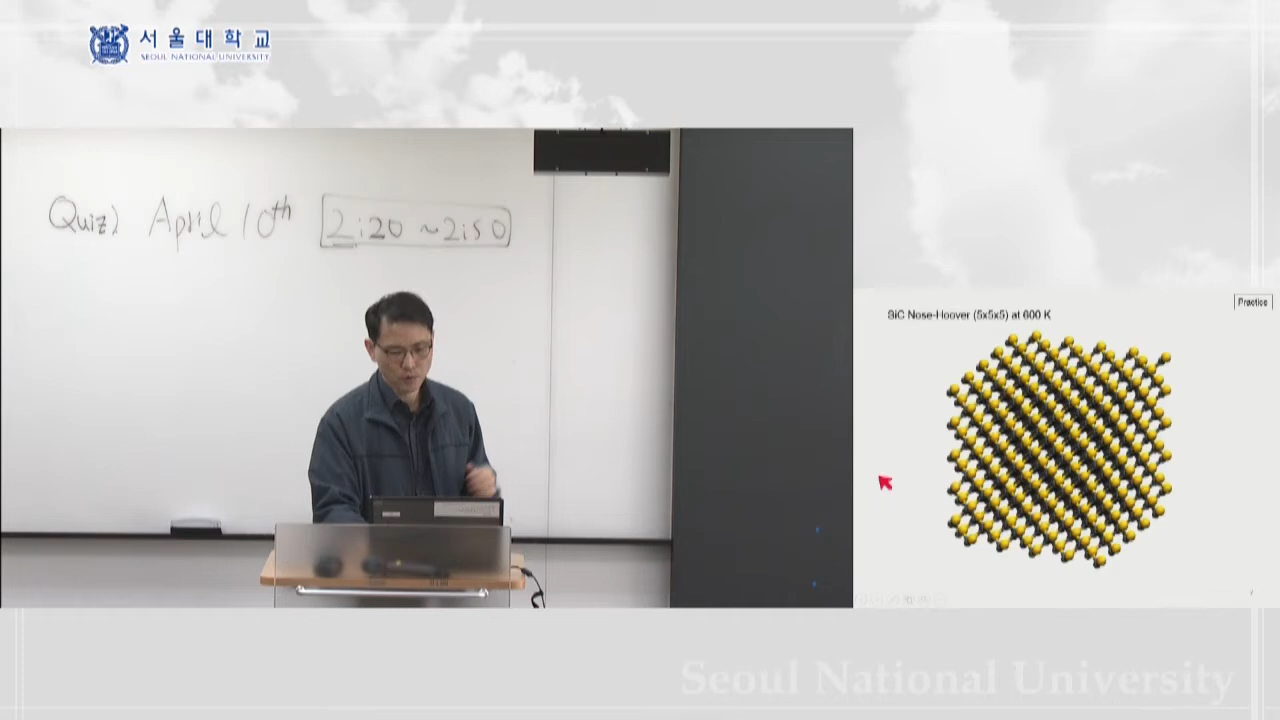 서울대학교
SEOUL NATIONAL UNIVERSITY
Quiz) April 10th 2:20 ~2:50
Practice
SiC Nose-Hoover (5x5x5) at 600 K
Seoul National University